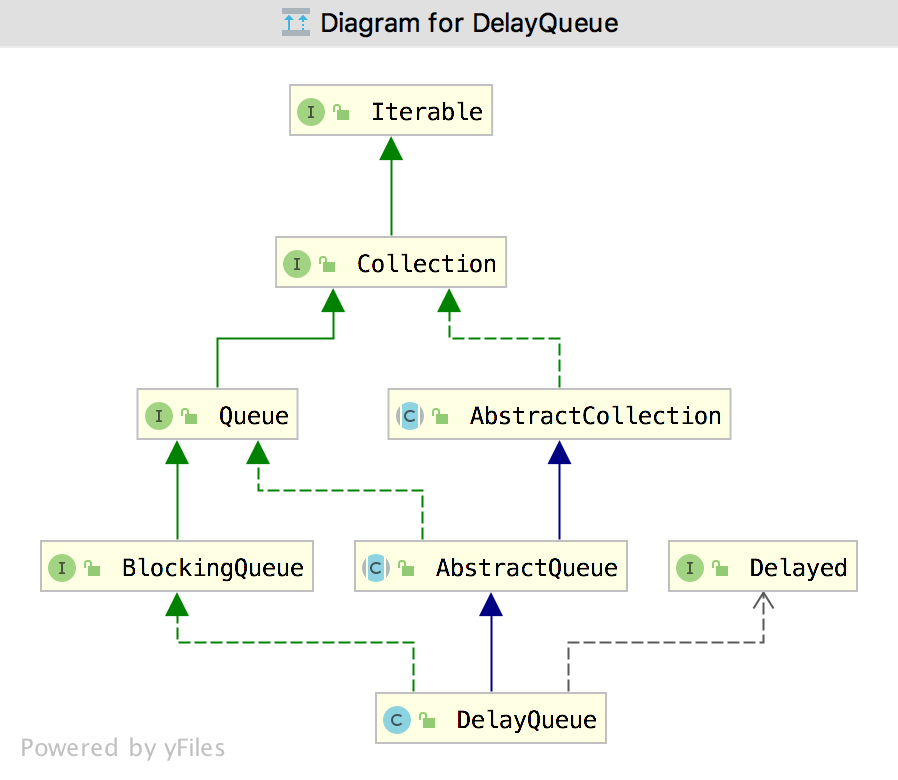 Diagram for DelayQueue
I Iterable
I Collection
I Queue
C AbstractCollection
I BlockingQueue
C AbstractQueue
I Delayed
C DelayQueue
Powered by yFiles